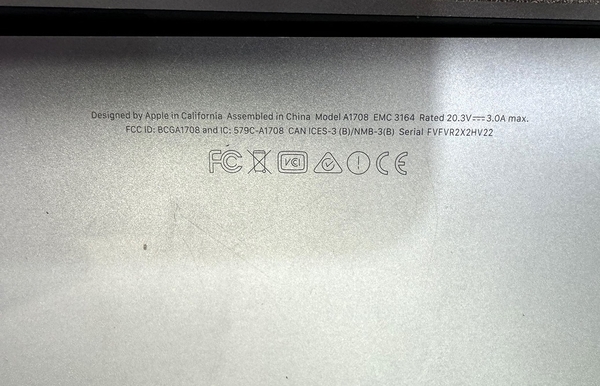 Designed by Apple in California Assembled in China Model A1708 EMC 3164 Rated 20.3V⎓3.0A max.
FCC ID: BCGA1708 and IC: 579C-A1708 CAN ICES-3 (B)/NMB-3(B) Serial FVFVR2X2HV22
FC VCI ! CE